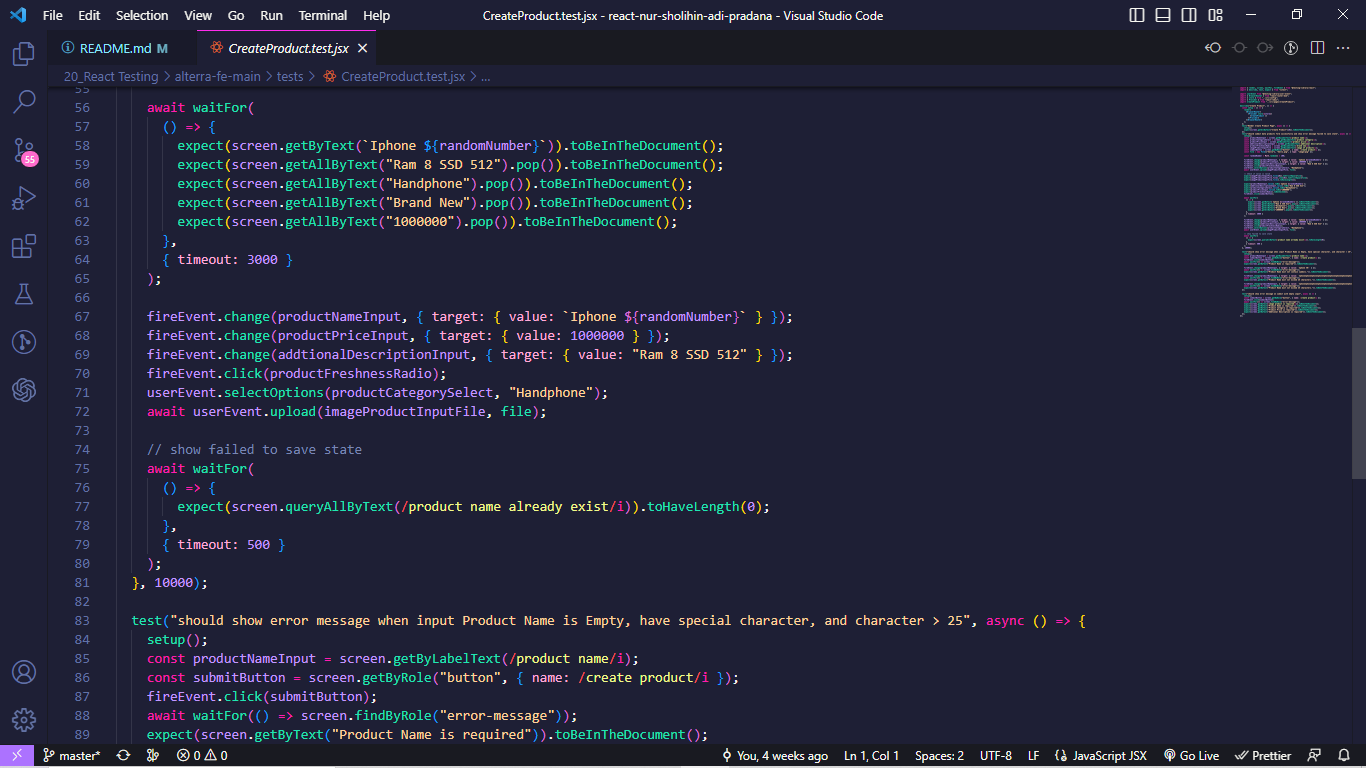 File Edit Selection View Go Run Terminal Help CreateProduct.test.jsx - react-nur-sholihin-adi-pradana - Visual Studio Code
README.md M CreateProduct.test.jsx
20_React Testing > alterra-fe-main > tests > CreateProduct.test.jsx > ...
55
56 await waitFor(
57 () => {
58 expect(screen.getByText(`Iphone ${randomNumber}`)).toBeInTheDocument();
59 expect(screen.getAllByText("Ram 8 SSD 512").pop()).toBeInTheDocument();
60 expect(screen.getAllByText("Handphone").pop()).toBeInTheDocument();
61 expect(screen.getAllByText("Brand New").pop()).toBeInTheDocument();
62 expect(screen.getAllByText("1000000").pop()).toBeInTheDocument();
63 },
64 { timeout: 3000 }
65 );
66
67 fireEvent.change(productNameInput, { target: { value: `Iphone ${randomNumber}` } });
68 fireEvent.change(productPriceInput, { target: { value: 1000000 } });
69 fireEvent.change(addtionalDescriptionInput, { target: { value: "Ram 8 SSD 512" } });
70 fireEvent.click(productFreshnessRadio);
71 userEvent.selectOptions(productCategorySelect, "Handphone");
72 await userEvent.upload(imageProductInputFile, file);
73
74 // show failed to save state
75 await waitFor(
76 () => {
77 expect(screen.queryAllByText(/product name already exist/i)).toHaveLength(0);
78 },
79 { timeout: 500 }
80 );
81 }, 10000);
82
83 test("should show error message when input Product Name is Empty, have special character, and character > 25", async () => {
84 setup();
85 const productNameInput = screen.getByLabelText(/product name/i);
86 const submitButton = screen.getByRole("button", { name: /create product/i });
87 fireEvent.click(submitButton);
88 await waitFor(() => screen.findByRole("error-message"));
89 expect(screen.getByText("Product Name is required")).toBeInTheDocument();
55
master* 0 0 You, 4 weeks ago Ln 1, Col 1 Spaces: 2 UTF-8 LF JavaScript JSX Go Live Prettier